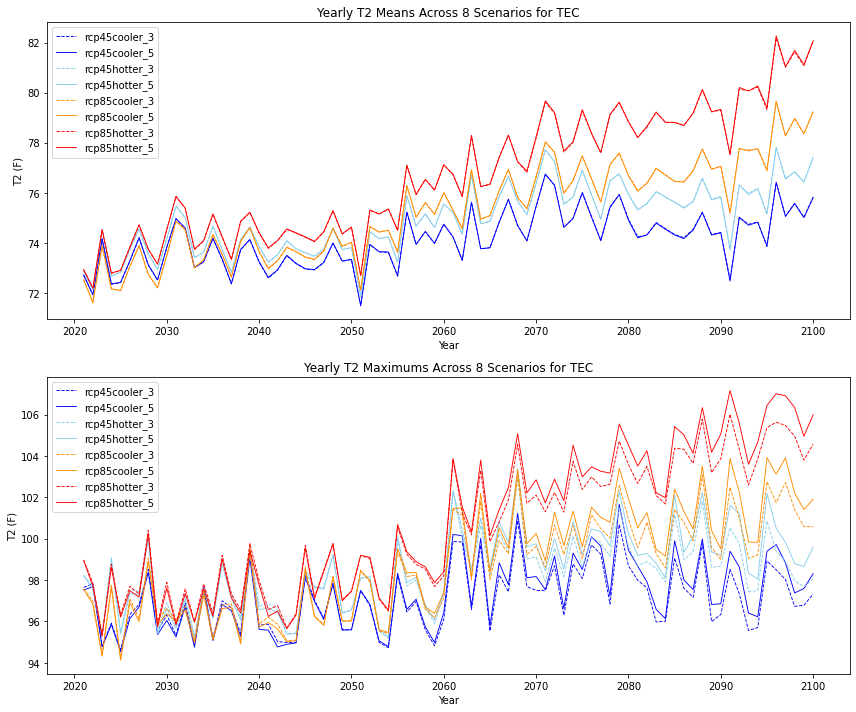 Yearly T2 Means Across 8 Scenarios for TEC
rcp45cooler_3
rcp45cooler_5
rcp45hotter_3
rcp45hotter_5
rcp85cooler_3
rcp85cooler_5
rcp85hotter_3
rcp85hotter_5
82
80
78
76
74
72
T2 (F)
2020 2030 2040 2050 2060 2070 2080 2090 2100
Year
Yearly T2 Maximums Across 8 Scenarios for TEC
rcp45cooler_3
rcp45cooler_5
rcp45hotter_3
rcp45hotter_5
rcp85cooler_3
rcp85cooler_5
rcp85hotter_3
rcp85hotter_5
106
104
102
100
98
96
94
T2 (F)
2020 2030 2040 2050 2060 2070 2080 2090 2100
Year